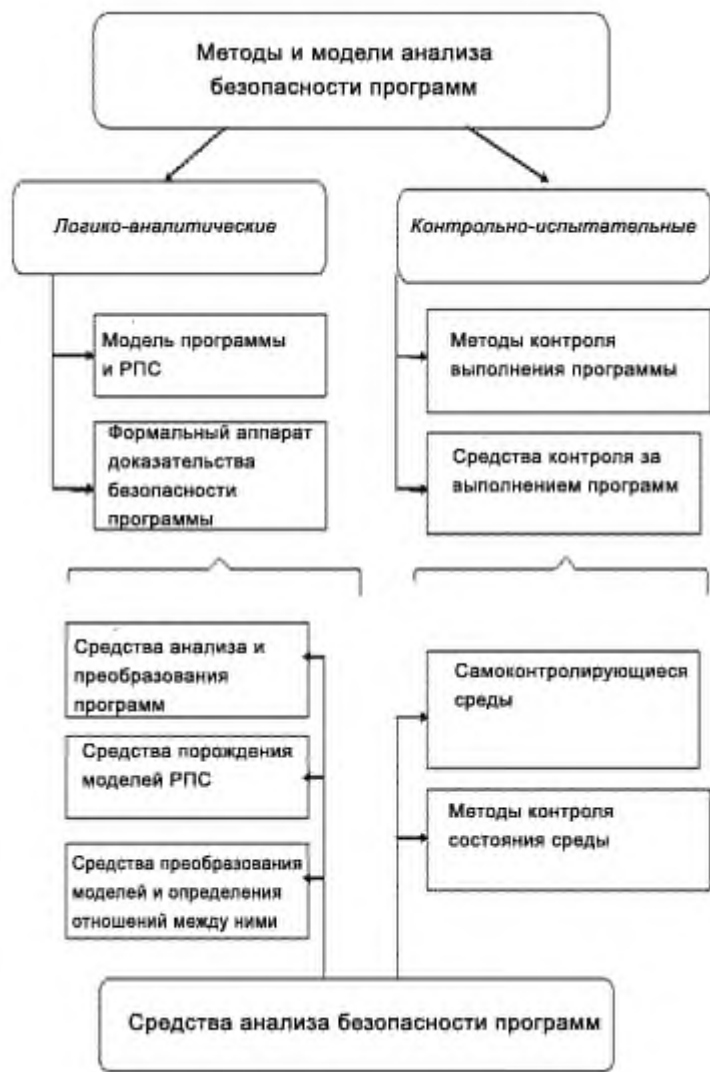 Методы и модели анализа
безопасности программ
Логико-аналитические
Контрольно-испытательные
Модель программы
и РПС
Формальный аппарат
доказательства
безопасности
программы
Методы контроля
выполнения программы
Средства контроля за
выполнением программ
Средства анализа и
преобразования
программ
Средства порождения
моделей РПС
Средства преобразования
моделей и определения
отношений между ними
Самоконтролирующиеся
среды
Методы контроля
состояния среды
Средства анализа безопасности программ